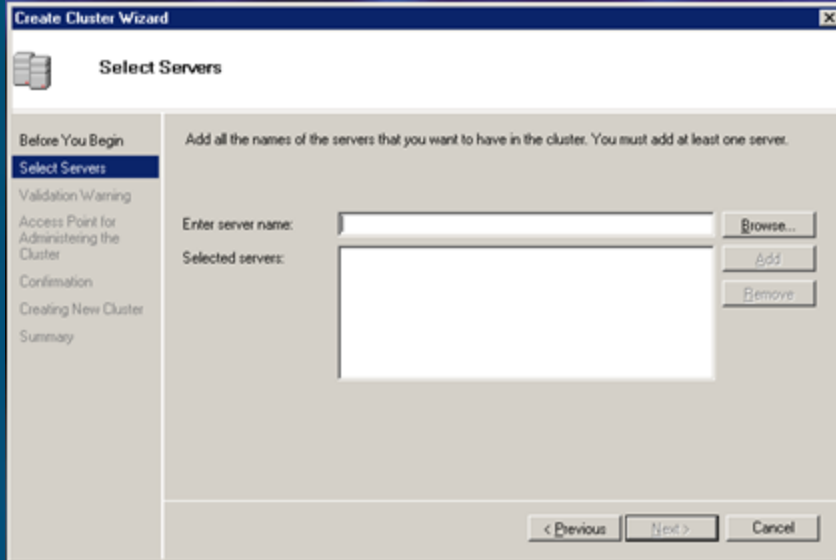 Create Cluster Wizard
Select Servers
Before You Begin
Select Servers
Validation Warning
Access Point for
Administering the
Cluster
Confirmation
Creating New Cluster
Summary
Add all the names of the servers that you want to have in the cluster. You must add at least one server.
Enter server name:
Browse...
Selected servers:
Add
Remove
< Previous
Next >
Cancel